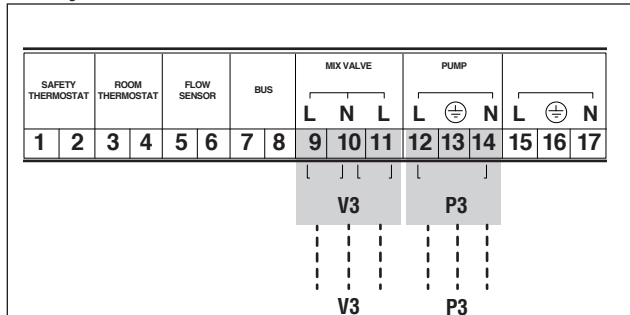 SAFETY THERMOSTAT
ROOM THERMOSTAT
FLOW SENSOR
BUS
MIX VALVE
PUMP
L N L L N L N
1 2 3 4 5 6 7 8 9 10 11 12 13 14 15 16 17
V3 P3
V3 P3